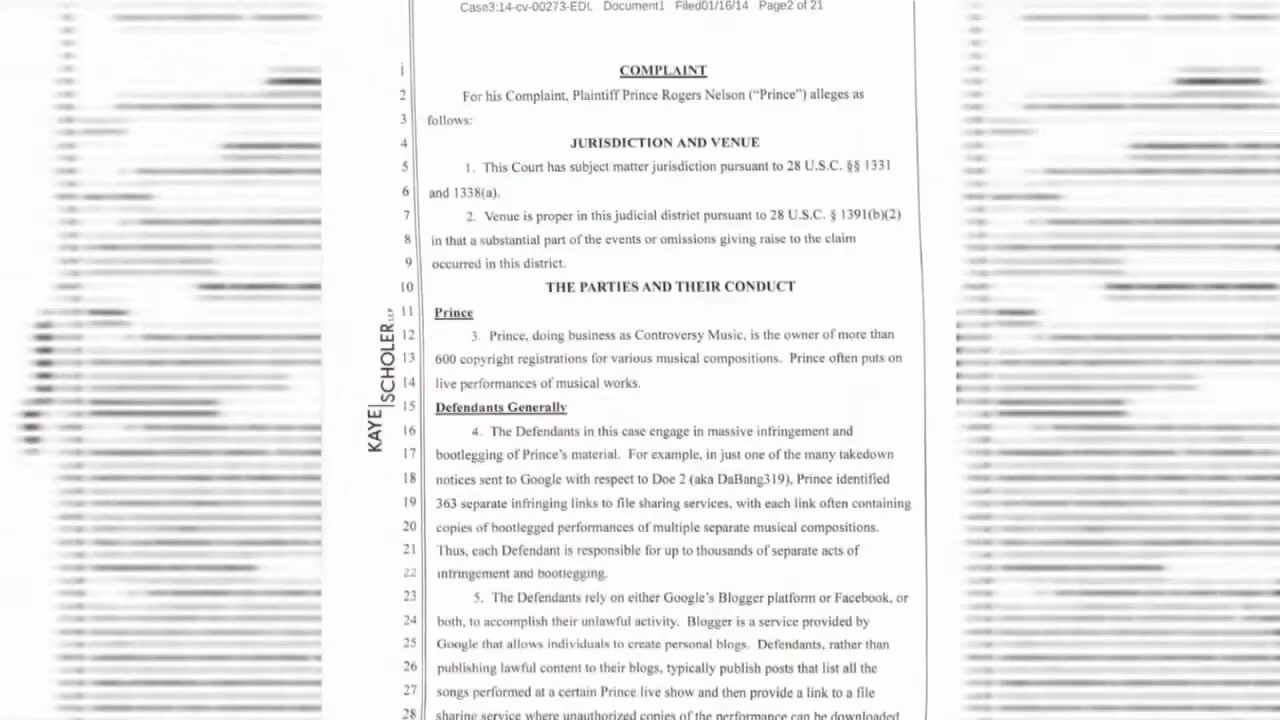 Case3:14-cv-00273-EDL Document1 Filed01/16/14 Page2 of 21
1 COMPLAINT
2 For his Complaint, Plaintiff Prince Rogers Nelson (“Prince”) alleges as
3 follows:
4 JURISDICTION AND VENUE
5 1. This Court has subject matter jurisdiction pursuant to 28 U.S.C. §§ 1331
6 and 1338(a).
7 2. Venue is proper in this judicial district pursuant to 28 U.S.C. § 1391(b)(2)
8 in that a substantial part of the events or omissions giving raise to the claim
9 occurred in this district.
10 THE PARTIES AND THEIR CONDUCT
11 Prince
12 3. Prince, doing business as Controversy Music, is the owner of more than
13 600 copyright registrations for various musical compositions. Prince often puts on
14 live performances of musical works.
15 Defendants Generally
16 4. The Defendants in this case engage in massive infringement and
17 bootlegging of Prince’s material. For example, in just one of the many takedown
18 notices sent to Google with respect to Doe 2 (aka DaBang319), Prince identified
19 363 separate infringing links to file sharing services, with each link often containing
20 copies of bootlegged performances of multiple separate musical compositions.
21 Thus, each Defendant is responsible for up to thousands of separate acts of
22 infringement and bootlegging.
23 5. The Defendants rely on either Google’s Blogger platform or Facebook, or
24 both, to accomplish their unlawful activity. Blogger is a service provided by
25 Google that allows individuals to create personal blogs. Defendants, rather than
26 publishing lawful content to their blogs, typically publish posts that list all the
27 songs performed at a certain Prince live show and then provide a link to a file
28 sharing service where unauthorized copies of the performance can be downloaded
KAYE SCHOLER LLP